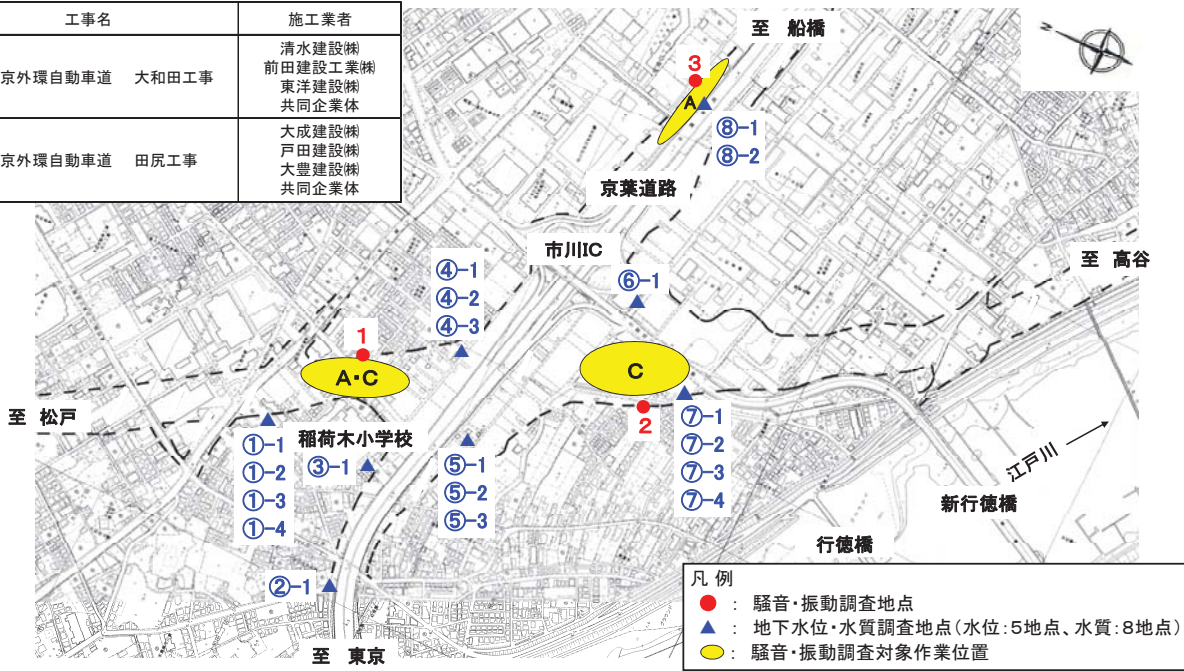 工事名 施工業者
京外環自動車道 大和田工事
清水建設㈱
前田建設工業㈱
東洋建設㈱
共同企業体
京外環自動車道 田尻工事
大成建設㈱
戸田建設㈱
大豊建設㈱
共同企業体
至 船橋
3
A
⑧-1
⑧-2
京葉道路
市川IC
至 高谷
④-1
④-2
④-3
⑥-1
1
A・C
C
至 松戸
2
①-1
①-2
①-3
①-4
稲荷木小学校
③-1
⑤-1
⑤-2
⑤-3
⑦-1
⑦-2
⑦-3
⑦-4
江戸川
新行徳橋
行徳橋
②-1
至 東京
凡 例
● : 騒音・振動調査地点
▲ : 地下水位・水質調査地点(水位:5地点、水質:8地点)
: 騒音・振動調査対象作業位置